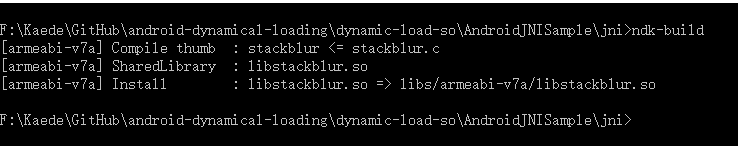 F:\Kaede\GitHub\android-dynamical-loading\dynamic-load-so\AndroidJNISample\jni>ndk-build
[armeabi-v7a] Compile thumb  : stackblur <= stackblur.c
[armeabi-v7a] SharedLibrary  : libstackblur.so
[armeabi-v7a] Install        : libstackblur.so => libs/armeabi-v7a/libstackblur.so
F:\Kaede\GitHub\android-dynamical-loading\dynamic-load-so\AndroidJNISample\jni>